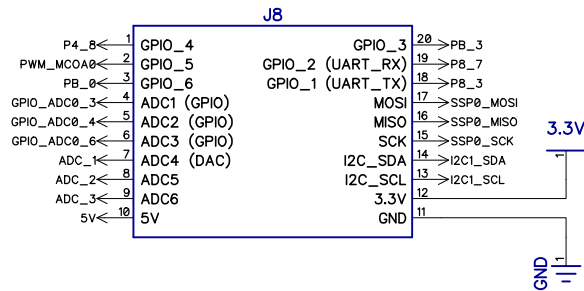 J8
P4_8 1 GPIO_4 GPIO_3 20 PB_3
PWM_MCOA0 2 GPIO_5 GPIO_2 (UART_RX) 19 P8_7
PB_0 3 GPIO_6 GPIO_1 (UART_TX) 18 P8_3
GPIO_ADC0_3 4 ADC1 (GPIO) MOSI 17 SSP0_MOSI
GPIO_ADC0_4 5 ADC2 (GPIO) MISO 16 SSP0_MISO
GPIO_ADC0_6 6 ADC3 (GPIO) SCK 15 SSP0_SCK
ADC_1 7 ADC4 (DAC) I2C_SDA 14 I2C1_SDA
ADC_2 8 ADC5 I2C_SCL 13 I2C1_SCL
ADC_3 9 ADC6 3.3V 12
5V 10 5V GND 11
3.3V
1
GND
1